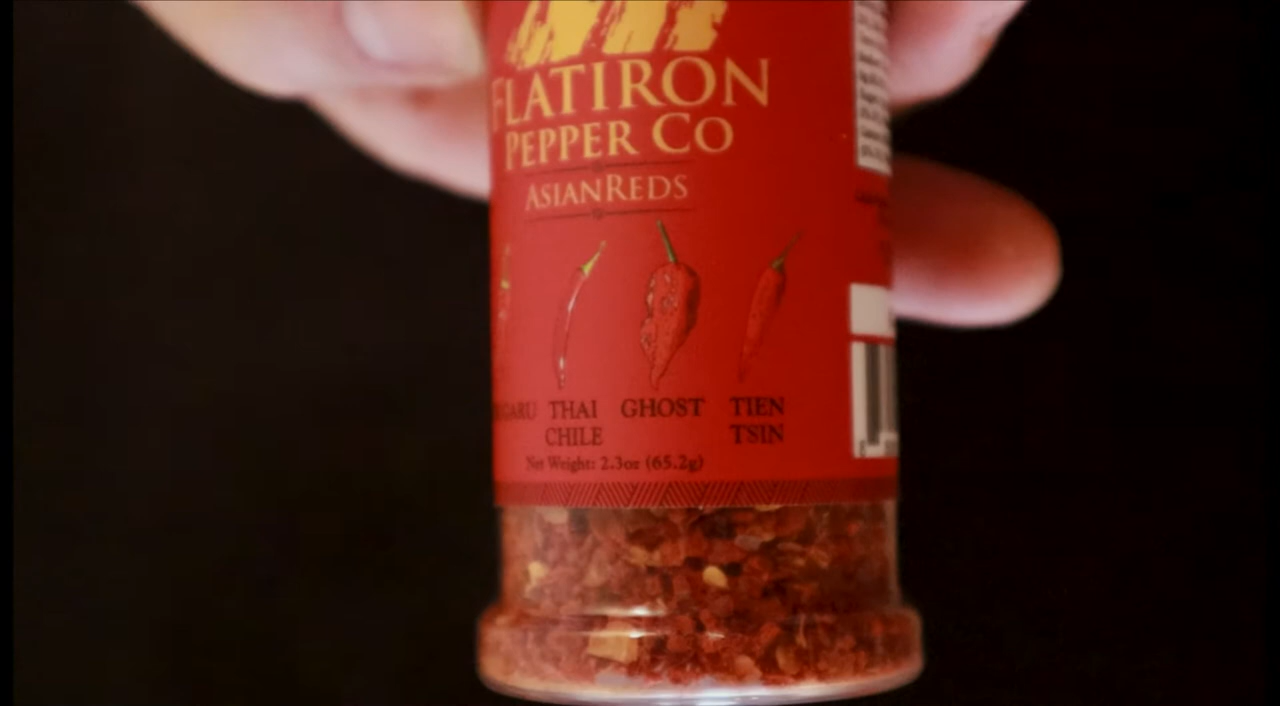 FLATIRON
PEPPER CO
ASIANREDS
THAI GHOST TIEN
CHILE TSIN
Net Weight: 2.3oz (65.2g)